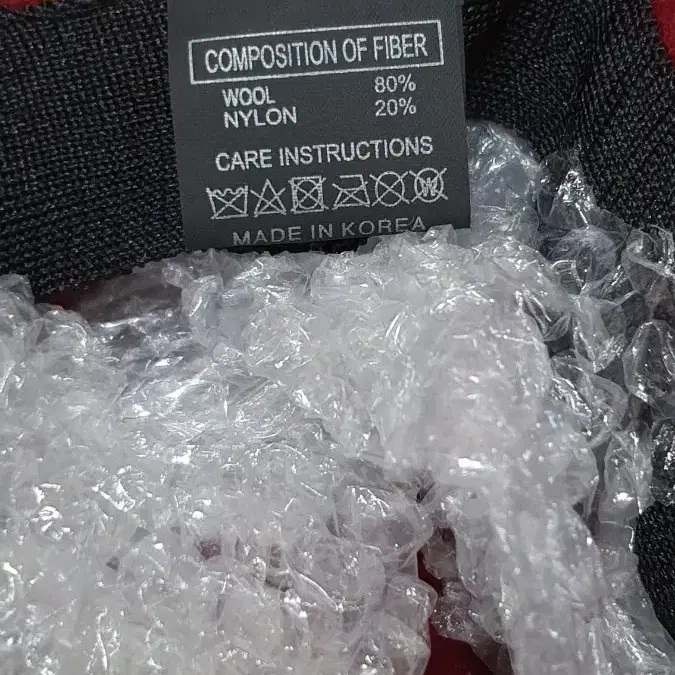 COMPOSITION OF FIBER
WOOL 80%
NYLON 20%
CARE INSTRUCTIONS
W
MADE IN KOREA